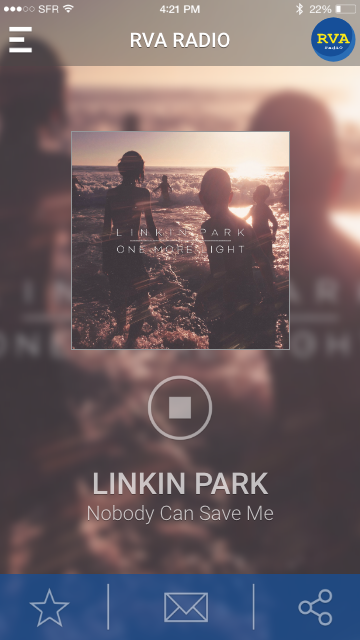 SFR 4:21 PM 22%
RVA RADIO
RVA
RADIO
LINKIN PARK
ONE MORE LIGHT
LINKIN PARK
Nobody Can Save Me